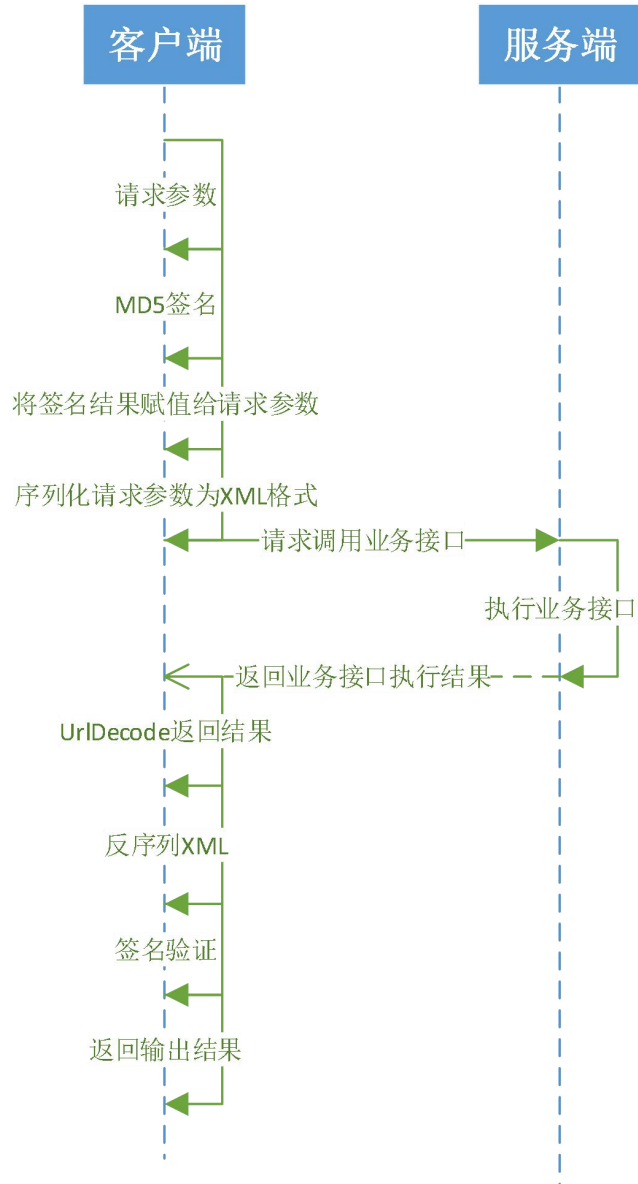 客户端
服务端
请求参数
MD5签名
将签名结果赋值给请求参数
序列化请求参数为XML格式
请求调用业务接口
执行业务接口
返回业务接口执行结果
UrlDecode返回结果
反序列XML
签名验证
返回输出结果